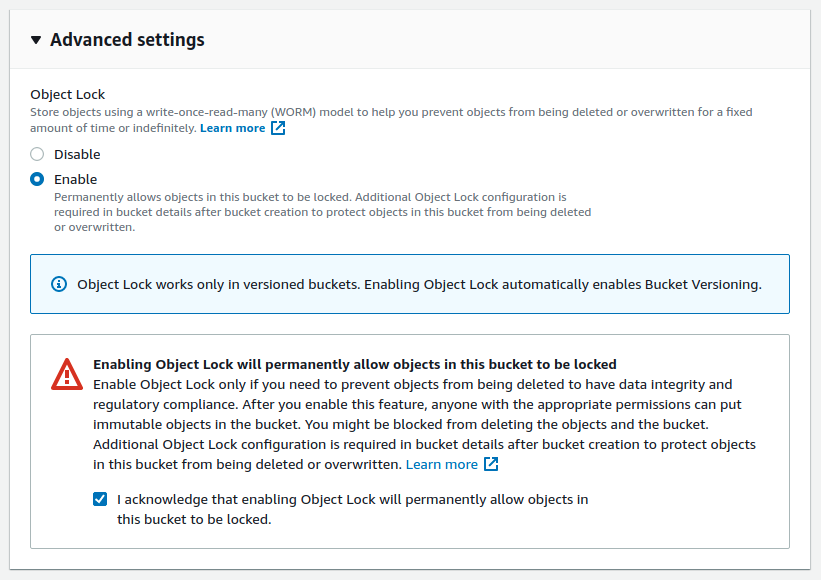 Advanced settings
Object Lock
Store objects using a write-once-read-many (WORM) model to help you prevent objects from being deleted or overwritten for a fixed
amount of time or indefinitely. Learn more
Disable
Enable
Permanently allows objects in this bucket to be locked. Additional Object Lock configuration is
required in bucket details after bucket creation to protect objects in this bucket from being deleted
or overwritten.
Object Lock works only in versioned buckets. Enabling Object Lock automatically enables Bucket Versioning.
Enabling Object Lock will permanently allow objects in this bucket to be locked
Enable Object Lock only if you need to prevent objects from being deleted to have data integrity and
regulatory compliance. After you enable this feature, anyone with the appropriate permissions can put
immutable objects in the bucket. You might be blocked from deleting the objects and the bucket.
Additional Object Lock configuration is required in bucket details after bucket creation to protect objects
in this bucket from being deleted or overwritten. Learn more
I acknowledge that enabling Object Lock will permanently allow objects in
this bucket to be locked.